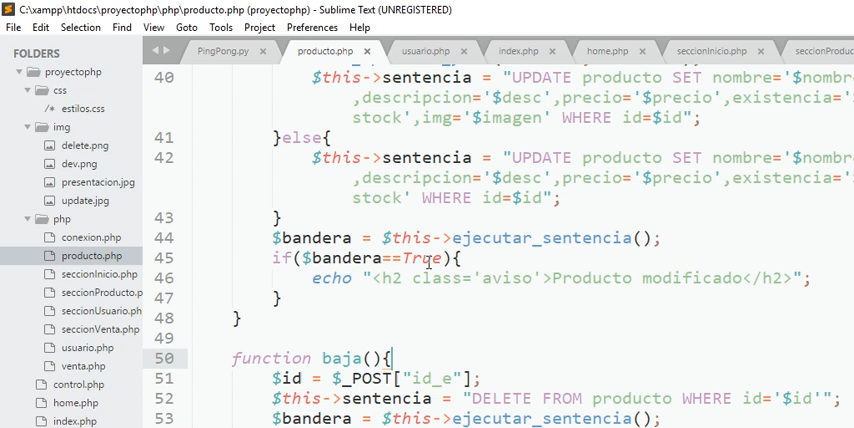 C:\xampp\htdocs\proyectophp\php\producto.php (proyectophp) - Sublime Text (UNREGISTERED)
File Edit Selection Find View Goto Tools Project Preferences Help
FOLDERS
proyectophp
css
/* estilos.css
img
delete.png
dev.png
presentacion.jpg
update.jpg
php
conexion.php
producto.php
seccionInicio.php
seccionProducto.p
seccionUsuario.php
seccionVenta.php
usuario.php
venta.php
control.php
home.php
index.php
PingPong.py × producto.php × usuario.php × index.php × home.php × seccionInicio.php × seccionProduc
40 $this->sentencia = "UPDATE producto SET nombre='$nombr
,descripcion='$desc',precio='$precio',existencia='$
stock',img='$imagen' WHERE id=$id";
41 }else{
42 $this->sentencia = "UPDATE producto SET nombre='$nombr
,descripcion='$desc',precio='$precio',existencia='$
stock' WHERE id=$id";
43 }
44 $bandera = $this->ejecutar_sentencia();
45 if($bandera==True){
46 echo "<h2 class='aviso'>Producto modificado</h2>";
47 }
48 }
49
50 function baja(){
51 $id = $_POST["id_e"];
52 $this->sentencia = "DELETE FROM producto WHERE id='$id'";
53 $bandera = $this->ejecutar_sentencia();